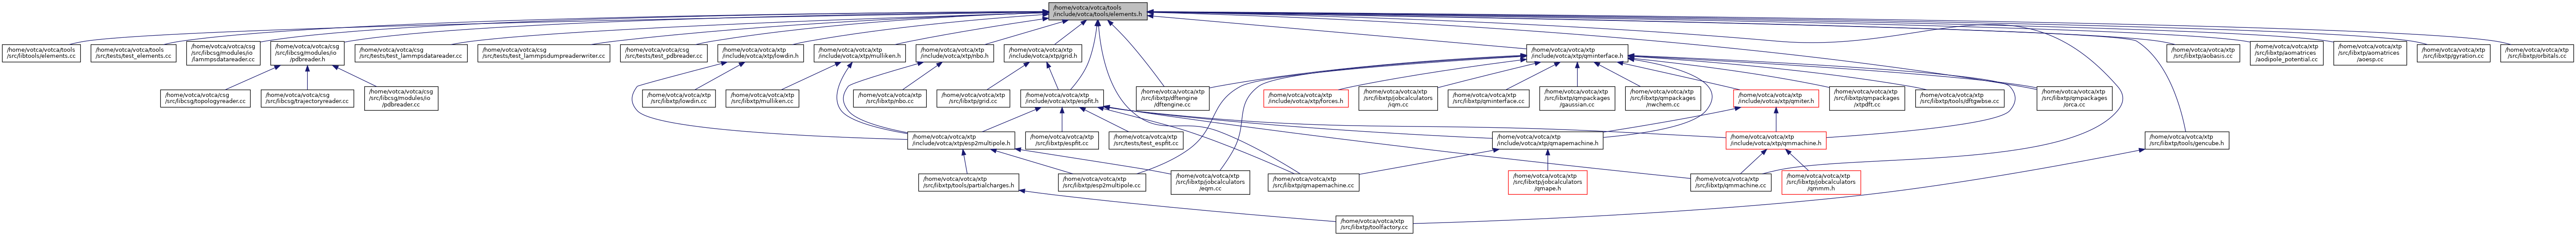 /home/votca/votca/tools
/include/votca/tools/elements.h
/home/votca/votca/tools
/src/libtools/elements.cc
/home/votca/votca/tools
/src/tests/test_elements.cc
/home/votca/votca/csg
/src/libcsg/modules/io
/lammpsdatareader.cc
/home/votca/votca/csg
/src/libcsg/modules/io
/pdbreader.h
/home/votca/votca/csg
/src/tests/test_lammpsdatareader.cc
/home/votca/votca/csg
/src/tests/test_lammpsdumpreaderwriter.cc
/home/votca/votca/csg
/src/tests/test_pdbreader.cc
/home/votca/votca/xtp
/include/votca/xtp/lowdin.h
/home/votca/votca/xtp
/include/votca/xtp/mulliken.h
/home/votca/votca/xtp
/include/votca/xtp/nbo.h
/home/votca/votca/xtp
/include/votca/xtp/grid.h
/home/votca/votca/xtp
/include/votca/xtp/qminterface.h
/home/votca/votca/xtp
/src/libxtp/aobasis.cc
/home/votca/votca/xtp
/src/libxtp/aomatrices
/aodipole_potential.cc
/home/votca/votca/xtp
/src/libxtp/aomatrices
/aoesp.cc
/home/votca/votca/xtp
/src/libxtp/gyration.cc
/home/votca/votca/xtp
/src/libxtp/orbitals.cc
/home/votca/votca/csg
/src/libcsg/topologyreader.cc
/home/votca/votca/csg
/src/libcsg/trajectoryreader.cc
/home/votca/votca/csg
/src/libcsg/modules/io
/pdbreader.cc
/home/votca/votca/xtp
/src/libxtp/lowdin.cc
/home/votca/votca/xtp
/src/libxtp/mulliken.cc
/home/votca/votca/xtp
/src/libxtp/nbo.cc
/home/votca/votca/xtp
/src/libxtp/grid.cc
/home/votca/votca/xtp
/include/votca/xtp/espfit.h
/home/votca/votca/xtp
/src/libxtp/dftengine
/dftengine.cc
/home/votca/votca/xtp
/include/votca/xtp/forces.h
/home/votca/votca/xtp
/src/libxtp/jobcalculators
/iqm.cc
/home/votca/votca/xtp
/src/libxtp/qminterface.cc
/home/votca/votca/xtp
/src/libxtp/qmpackages
/gaussian.cc
/home/votca/votca/xtp
/src/libxtp/qmpackages
/nwchem.cc
/home/votca/votca/xtp
/include/votca/xtp/qmiter.h
/home/votca/votca/xtp
/src/libxtp/qmpackages
/xtpdft.cc
/home/votca/votca/xtp
/src/libxtp/tools/dftgwbse.cc
/home/votca/votca/xtp
/src/libxtp/qmpackages
/orca.cc
/home/votca/votca/xtp
/include/votca/xtp/esp2multipole.h
/home/votca/votca/xtp
/src/libxtp/espfit.cc
/home/votca/votca/xtp
/src/tests/test_espfit.cc
/home/votca/votca/xtp
/include/votca/xtp/qmapemachine.h
/home/votca/votca/xtp
/include/votca/xtp/qmmachine.h
/home/votca/votca/xtp
/src/libxtp/tools/gencube.h
/home/votca/votca/xtp
/src/libxtp/tools/partialcharges.h
/home/votca/votca/xtp
/src/libxtp/esp2multipole.cc
/home/votca/votca/xtp
/src/libxtp/jobcalculators
/eqm.cc
/home/votca/votca/xtp
/src/libxtp/qmapemachine.cc
/home/votca/votca/xtp
/src/libxtp/jobcalculators
/qmape.h
/home/votca/votca/xtp
/src/libxtp/qmmachine.cc
/home/votca/votca/xtp
/src/libxtp/jobcalculators
/qmmm.h
/home/votca/votca/xtp
/src/libxtp/toolfactory.cc